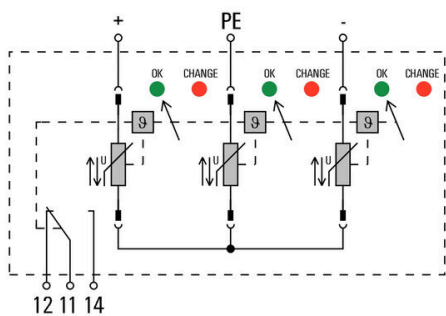 + PE -
OK CHANGE OK CHANGE OK CHANGE
ϑ ϑ ϑ
U U U
12 11 14